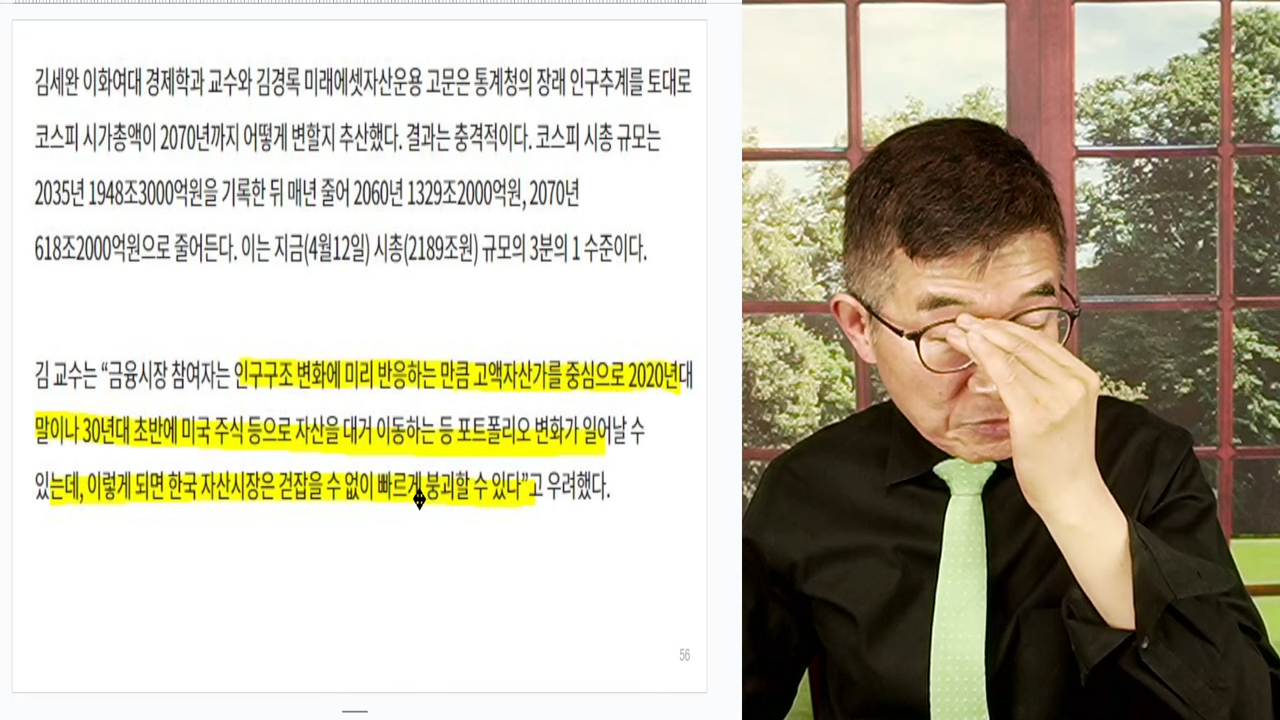 김세완 이화여대 경제학과 교수와 김경록 미래에셋자산운용 고문은 통계청의 장래 인구추계를 토대로
코스피 시가총액이 2070년까지 어떻게 변할지 추산했다. 결과는 충격적이다. 코스피 시총 규모는
2035년 1948조3000억원을 기록한 뒤 매년 줄어 2060년 1329조2000억원, 2070년
618조2000억원으로 줄어든다. 이는 지금(4월12일) 시총(2189조원) 규모의 3분의 1 수준이다.
김 교수는 “금융시장 참여자는 인구구조 변화에 미리 반응하는 만큼 고액자산가를 중심으로 2020년대
말이나 30년대 초반에 미국 주식 등으로 자산을 대거 이동하는 등 포트폴리오 변화가 일어날 수
있는데, 이렇게 되면 한국 자산시장은 걷잡을 수 없이 빠르게 붕괴할 수 있다”고 우려했다.
56